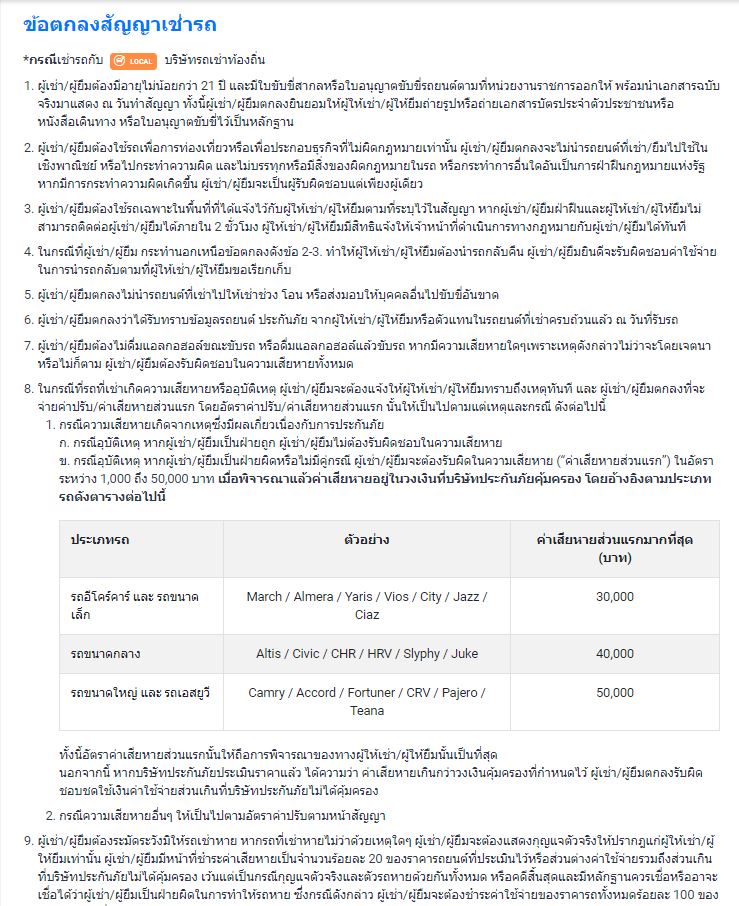 ข้อตกลงสัญญาเช่ารถ
*กรณีเช่ารถกับ LOCAL บริษัทรถเช่าท้องถิ่น
1. ผู้เช่า/ผู้ยืมต้องมีอายุไม่น้อยกว่า 21 ปี และมีใบขับขี่สากลหรือใบอนุญาตขับขี่รถยนต์ตามที่หน่วยงานราชการออกให้ พร้อมนำเอกสารฉบับ
จริงมาแสดง ณ วันทำสัญญา ทั้งนี้ผู้เช่า/ผู้ยืมตกลงยินยอมให้ผู้ให้เช่า/ผู้ให้ยืมถ่ายรูปหรือถ่ายเอกสารบัตรประจำตัวประชาชนหรือ
หนังสือเดินทาง หรือใบอนุญาตขับขี่ไว้เป็นหลักฐาน
2. ผู้เช่า/ผู้ยืมต้องใช้รถเพื่อการท่องเที่ยวหรือเพื่อประกอบธุรกิจที่ไม่ผิดกฎหมายเท่านั้น ผู้เช่า/ผู้ยืมตกลงจะไม่นำรถยนต์ที่เช่า/ยืมไปใช้ใน
เชิงพาณิชย์ หรือไปกระทำความผิด และไม่บรรทุกหรือมีสิ่งของผิดกฎหมายในรถ หรือกระทำการอื่นใดอันเป็นการฝ่าฝืนกฎหมายแห่งรัฐ
หากมีการกระทำความผิดเกิดขึ้น ผู้เช่า/ผู้ยืมจะเป็นผู้รับผิดชอบแต่เพียงผู้เดียว
3. ผู้เช่า/ผู้ยืมต้องใช้รถเฉพาะในพื้นที่ที่ได้แจ้งไว้กับผู้ให้เช่า/ผู้ให้ยืมตามที่ระบุไว้ในสัญญา หากผู้เช่า/ผู้ยืมฝ่าฝืนและผู้ให้เช่า/ผู้ให้ยืมไม่
สามารถติดต่อผู้เช่า/ผู้ยืมได้ภายใน 2 ชั่วโมง ผู้ให้เช่า/ผู้ให้ยืมมีสิทธิแจ้งให้เจ้าหน้าที่ดำเนินการทางกฎหมายกับผู้เช่า/ผู้ยืมได้ทันที
4. ในกรณีที่ผู้เช่า/ผู้ยืม กระทำนอกเหนือข้อตกลงดังข้อ 2-3. ทำให้ผู้ให้เช่า/ผู้ให้ยืมต้องนำรถกลับคืน ผู้เช่า/ผู้ยืมยินดีจะรับผิดชอบค่าใช้จ่าย
ในการนำรถกลับตามที่ผู้ให้เช่า/ผู้ให้ยืมขอเรียกเก็บ
5. ผู้เช่า/ผู้ยืมตกลงไม่นำรถยนต์ที่เช่าไปให้เช่าช่วง โอน หรือส่งมอบให้บุคคลอื่นไปขับขี่อันขาด
6. ผู้เช่า/ผู้ยืมตกลงว่าได้รับทราบข้อมูลรถยนต์ ประกันภัย จากผู้ให้เช่า/ผู้ให้ยืมหรือตัวแทนในรถยนต์ที่เช่าครบถ้วนแล้ว ณ วันที่รับรถ
7. ผู้เช่า/ผู้ยืมต้องไม่ดื่มแอลกอฮอล์ขณะขับรถ หรือดื่มแอลกอฮอล์แล้วขับรถ หากมีความเสียหายใดๆเพราะเหตุดังกล่าวไม่ว่าจะโดยเจตนา
หรือไม่ก็ตาม ผู้เช่า/ผู้ยืมต้องรับผิดชอบในความเสียหายทั้งหมด
8. ในกรณีที่รถที่เช่าเกิดความเสียหายหรืออุบัติเหตุ ผู้เช่า/ผู้ยืมจะต้องแจ้งให้ผู้ให้เช่า/ผู้ให้ยืมทราบถึงเหตุทันที และ ผู้เช่า/ผู้ยืมตกลงที่จะ
จ่ายค่าปรับ/ค่าเสียหายส่วนแรก โดยอัตราค่าปรับ/ค่าเสียหายส่วนแรก นั้นให้เป็นไปตามแต่เหตุและกรณี ดังต่อไปนี้
1. กรณีความเสียหายเกิดจากเหตุซึ่งมีผลเกี่ยวเนื่องกับการประกันภัย
ก. กรณีอุบัติเหตุ หากผู้เช่า/ผู้ยืมเป็นฝ่ายถูก ผู้เช่า/ผู้ยืมไม่ต้องรับผิดชอบในความเสียหาย
ข. กรณีอุบัติเหตุ หากผู้เช่า/ผู้ยืมเป็นฝ่ายผิดหรือไม่มีคู่กรณี ผู้เช่า/ผู้ยืมจะต้องรับผิดในความเสียหาย (“ค่าเสียหายส่วนแรก”) ในอัตรา
ระหว่าง 1,000 ถึง 50,000 บาท เมื่อพิจารณาแล้วค่าเสียหายอยู่ในวงเงินที่บริษัทประกันภัยคุ้มครอง โดยอ้างอิงตามประเภท
รถดังตารางต่อไปนี้
ประเภทรถ ตัวอย่าง ค่าเสียหายส่วนแรกมากที่สุด
(บาท)
รถอีโคร์คาร์ และ รถขนาด March / Almera / Yaris / Vios / City / Jazz / 30,000
เล็ก Ciaz
รถขนาดกลาง Altis / Civic / CHR / HRV / Slyphy / Juke 40,000
รถขนาดใหญ่ และ รถเอสยูวี Camry / Accord / Fortuner / CRV / Pajero / 50,000
Teana
ทั้งนี้อัตราค่าเสียหายส่วนแรกนั้นให้ถือการพิจารณาของทางผู้ให้เช่า/ผู้ให้ยืมนั้นเป็นที่สุด
นอกจากนี้ หากบริษัทประกันภัยประเมินราคาแล้ว ได้ความว่า ค่าเสียหายเกินกว่าวงเงินคุ้มครองที่กำหนดไว้ ผู้เช่า/ผู้ยืมตกลงรับผิด
ชอบชดใช้เงินค่าใช้จ่ายส่วนเกินที่บริษัทประกันภัยไม่ได้คุ้มครอง
2. กรณีความเสียหายอื่นๆ ให้เป็นไปตามอัตราค่าปรับตามหน้าสัญญา
9. ผู้เช่า/ผู้ยืมต้องระมัดระวังมิให้รถเช่าหาย หากรถที่เช่าหายไม่ว่าด้วยเหตุใดๆ ผู้เช่า/ผู้ยืมจะต้องแสดงกุญแจตัวจริงให้ปรากฏแก่ผู้ให้เช่า/ผู้
ให้ยืมเท่านั้น ผู้เช่า/ผู้ยืมมีหน้าที่ชำระค่าเสียหายเป็นจำนวนร้อยละ 20 ของราคารถยนต์ที่ประเมินไว้หรือส่วนต่างค่าใช้จ่ายรวมถึงส่วนเกิน
ที่บริษัทประกันภัยไม่ได้คุ้มครอง เว้นแต่เป็นกรณีกุญแจตัวจริงและตัวรถหายด้วยกันทั้งหมด หรือคดีสิ้นสุดและมีหลักฐานควรเชื่อหรืออาจจะ
เชื่อได้ว่าผู้เช่า/ผู้ยืมเป็นฝ่ายผิดในการทำให้รถหาย ซึ่งกรณีดังกล่าว ผู้เช่า/ผู้ยืมจะต้องชำระค่าใช้จ่ายของราคารถทั้งหมดร้อยละ 100 ของ